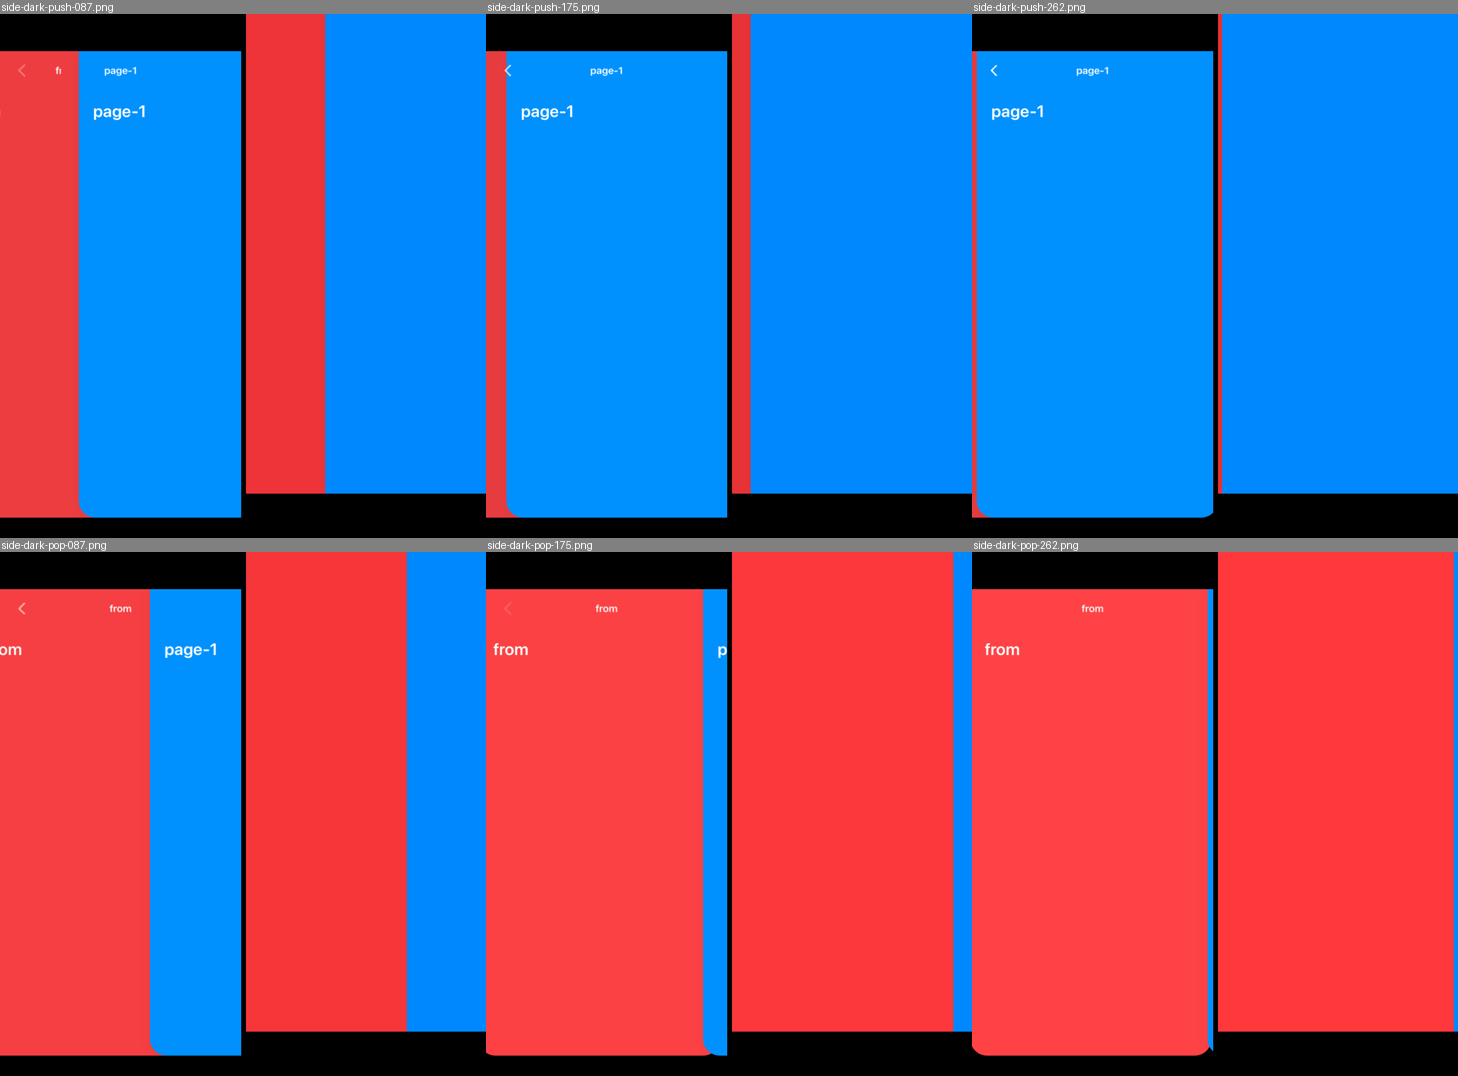 side-dark-push-087.png
side-dark-push-175.png
side-dark-push-262.png
page-1
page-1
page-1
page-1
page-1
page-1
side-dark-pop-087.png
side-dark-pop-175.png
side-dark-pop-262.png
from
from
from
om
page-1
from
p
from